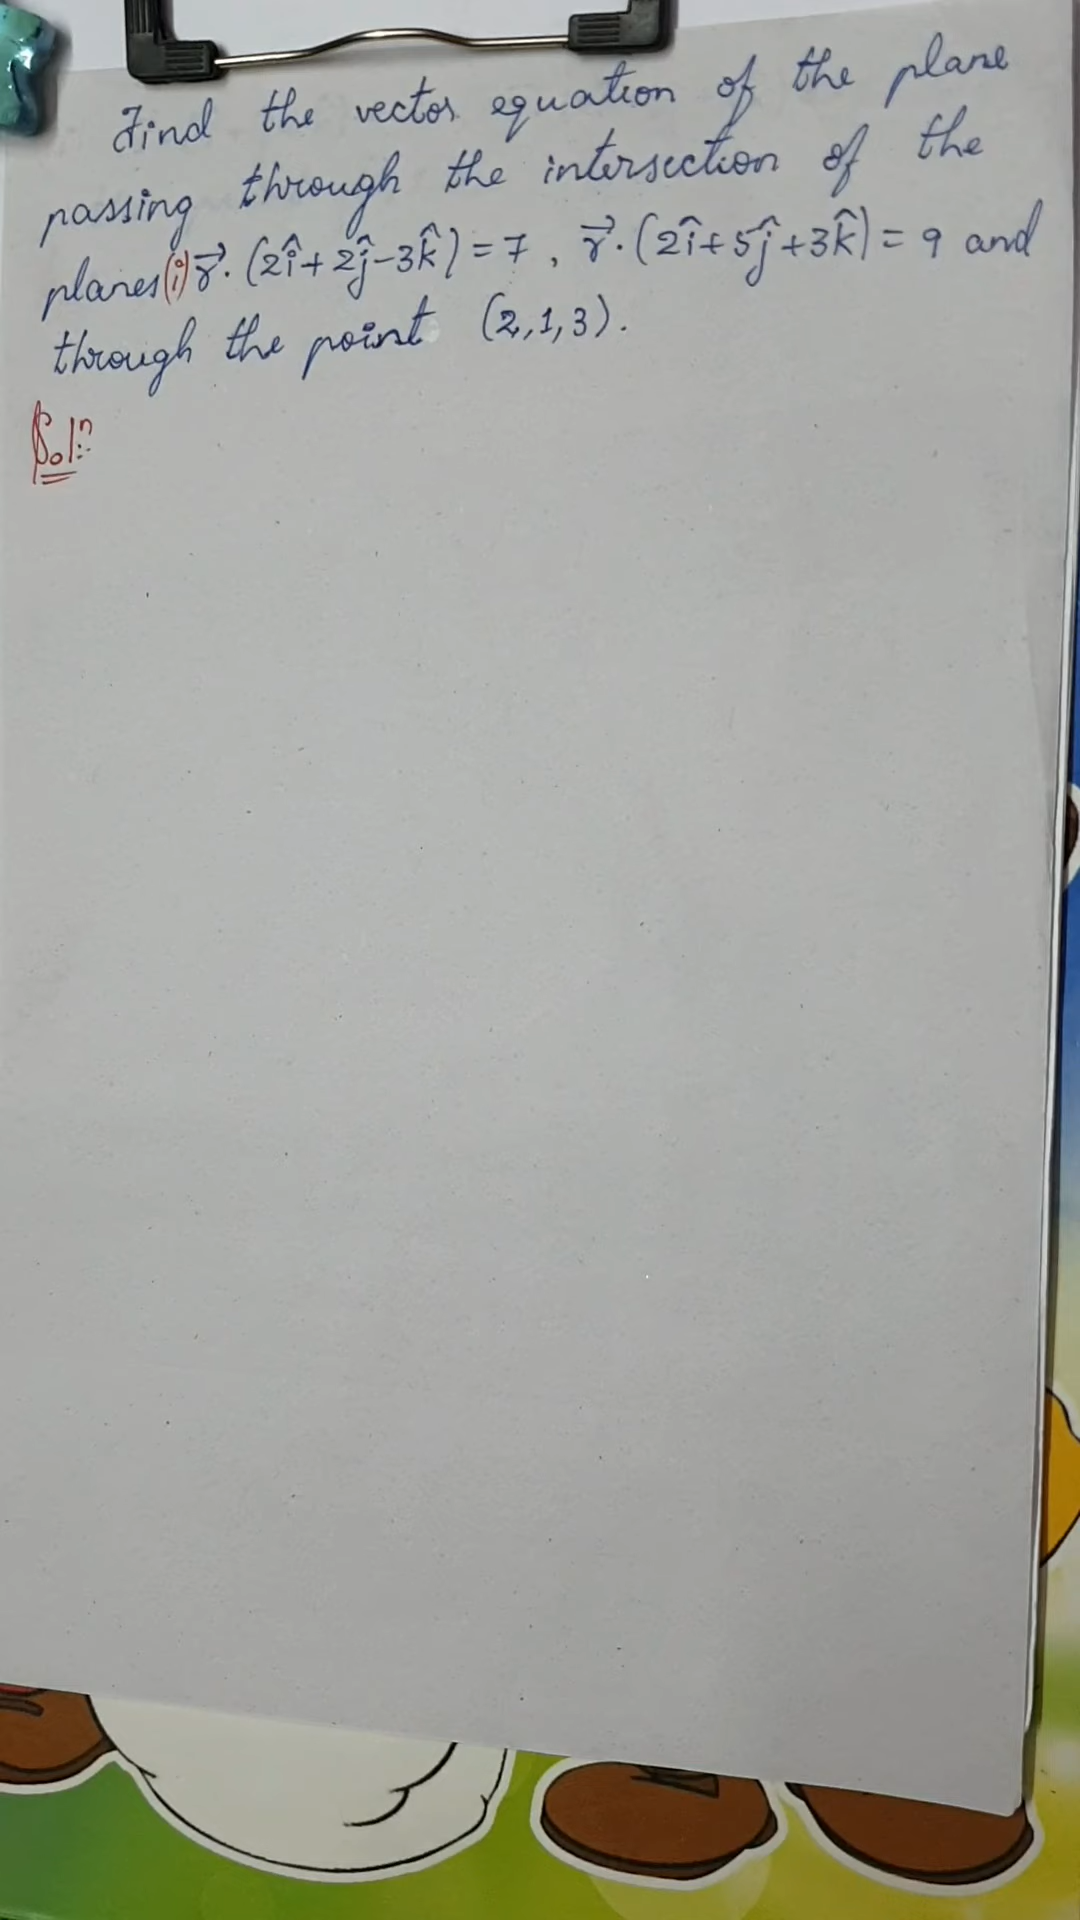 Find the vector equation of the plane
passing through the intersection of the
planes (i) r⃗. (2î + 2ĵ - 3k̂) = 7 , r⃗. (2î + 5ĵ + 3k̂) = 9 and
through the point (2,1,3).
Solⁿ: